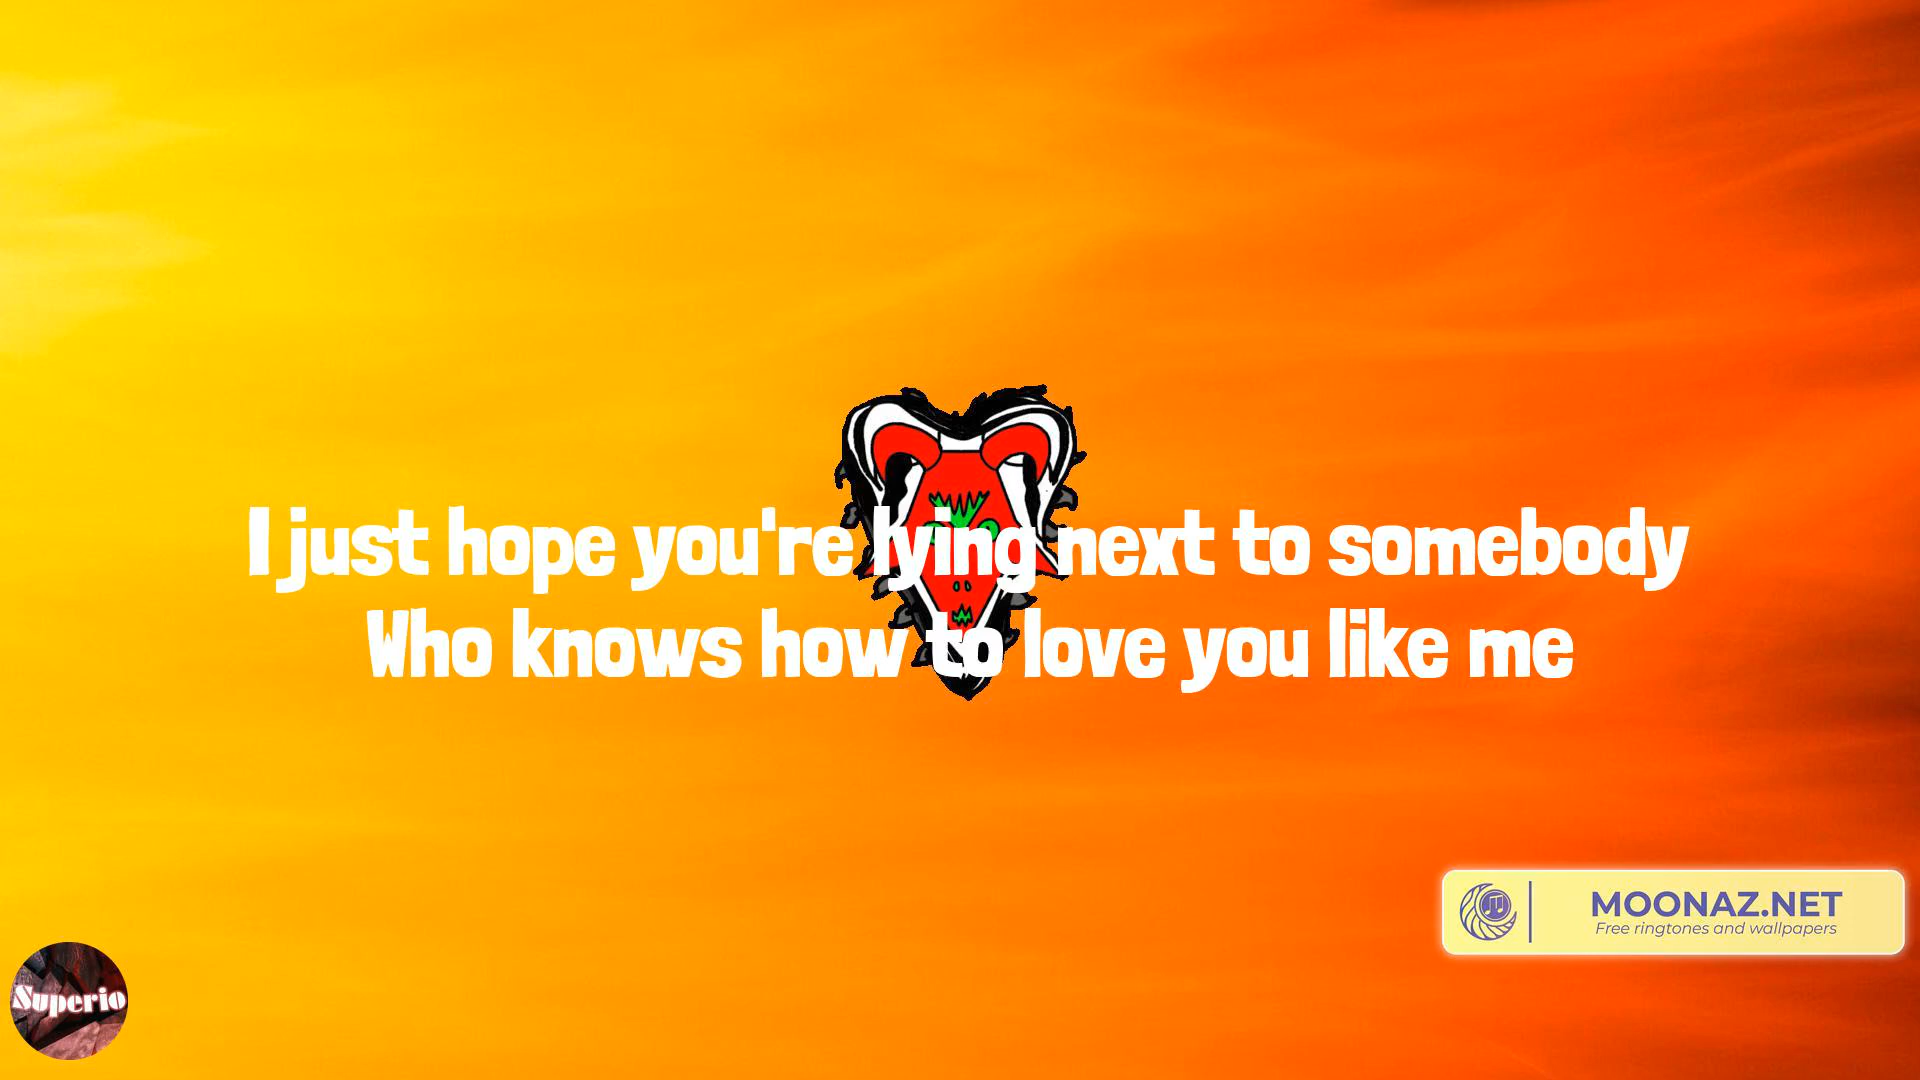 I just hope you're lying next to somebody
Who knows how to love you like me
MOONAZ.NET
Free ringtones and wallpapers
Superio